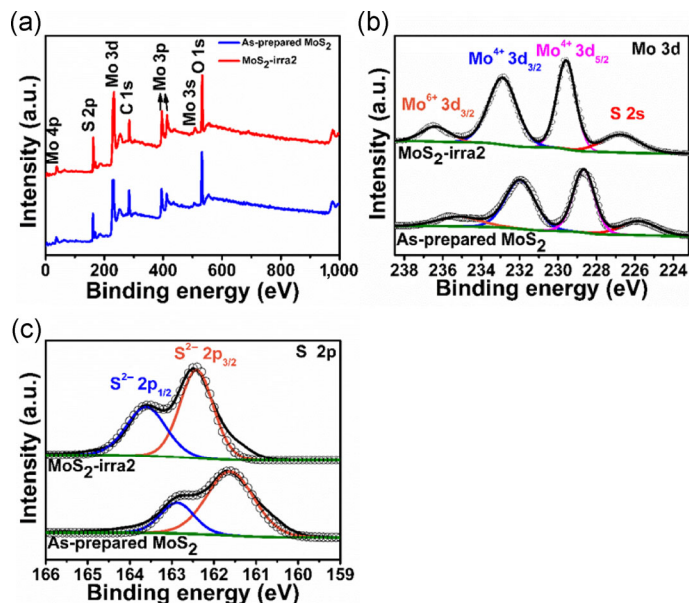 (a)
Intensity (a.u.)
As-prepared MoS₂
MoS₂-irra2
Mo 4p
S 2p
Mo 3d
C 1s
Mo 3p
Mo 3s
O 1s
0 200 400 600 800 1,000
Binding energy (eV)
(b)
Intensity (a.u.)
Mo 3d
Mo⁶⁺ 3d₃/₂
Mo⁴⁺ 3d₃/₂
Mo⁴⁺ 3d₅/₂
S 2s
MoS₂-irra2
As-prepared MoS₂
238 236 234 232 230 228 226 224
Binding energy (eV)
(c)
Intensity (a.u.)
S 2p
S²⁻ 2p₁/₂
S²⁻ 2p₃/₂
MoS₂-irra2
As-prepared MoS₂
166 165 164 163 162 161 160 159
Binding energy (eV)